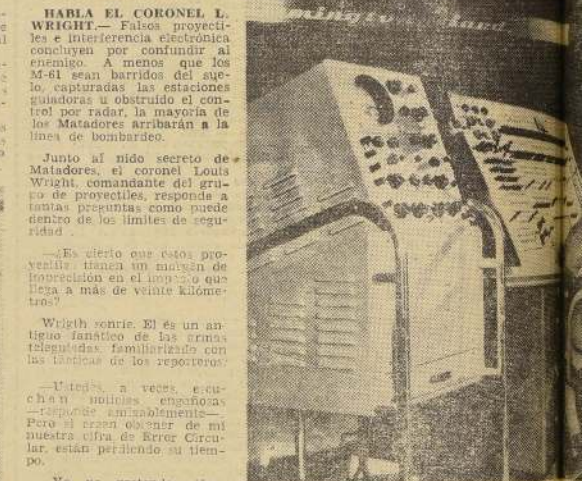 HABLA EL CORONEL L.
WRIGHT.— Falsos proyecti-
les e interferencia electrónica
concluyen por confundir al
enemigo. A menos que los
M-61 sean barridos del sue-
lo, capturadas las estaciones
guiadoras u obstruido el con-
trol por radar, la mayoría de
los Matadores arribarán a la
línea de bombardeo.
Junto al nido secreto de
Matadores, el coronel Louis
Wright, comandante del gru-
po de proyectiles, responde a
tantas preguntas como puede
dentro de los límites de segu-
ridad.
—¿Es cierto que estos pro-
yectiles tienen un margen de
imprecisión en el impacto que
llega a más de veinte kilóme-
tros?
Wrigth sonríe. El és un an-
tiguo fanático de las armas
teleguiadas, familiarizado con
las tácticas de los reporteros:
—Ustedes, a veces, escu-
chan noticias engañosas
—responde amigablemente—.
Pero si creen obtener de mí
nuestra cifra de Error Circu-
lar, están perdiendo su tiem-
po.